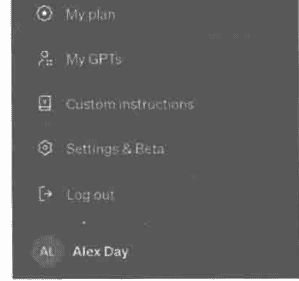 My plan
My GPTs
Custom instructions
Settings & Beta
Log out
AL Alex Day